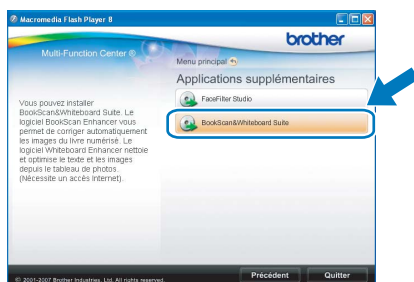 Macromedia Flash Player 8
brother
Multi-Function Center ®
Menu principal
Applications supplémentaires
FaceFilter Studio
BookScan&Whiteboard Suite
Vous pouvez installer
BookScan&Whiteboard Suite. Le
logiciel BookScan Enhancer vous
permet de corriger automatiquement
les images du livre numérisé. Le
logiciel Whiteboard Enhancer nettoie
et optimise le texte et les images
depuis le tableau de photos.
(Nécessite un accès Internet).
© 2001-2007 Brother Industries, Ltd. All rights reserved.
Précédent
Quitter